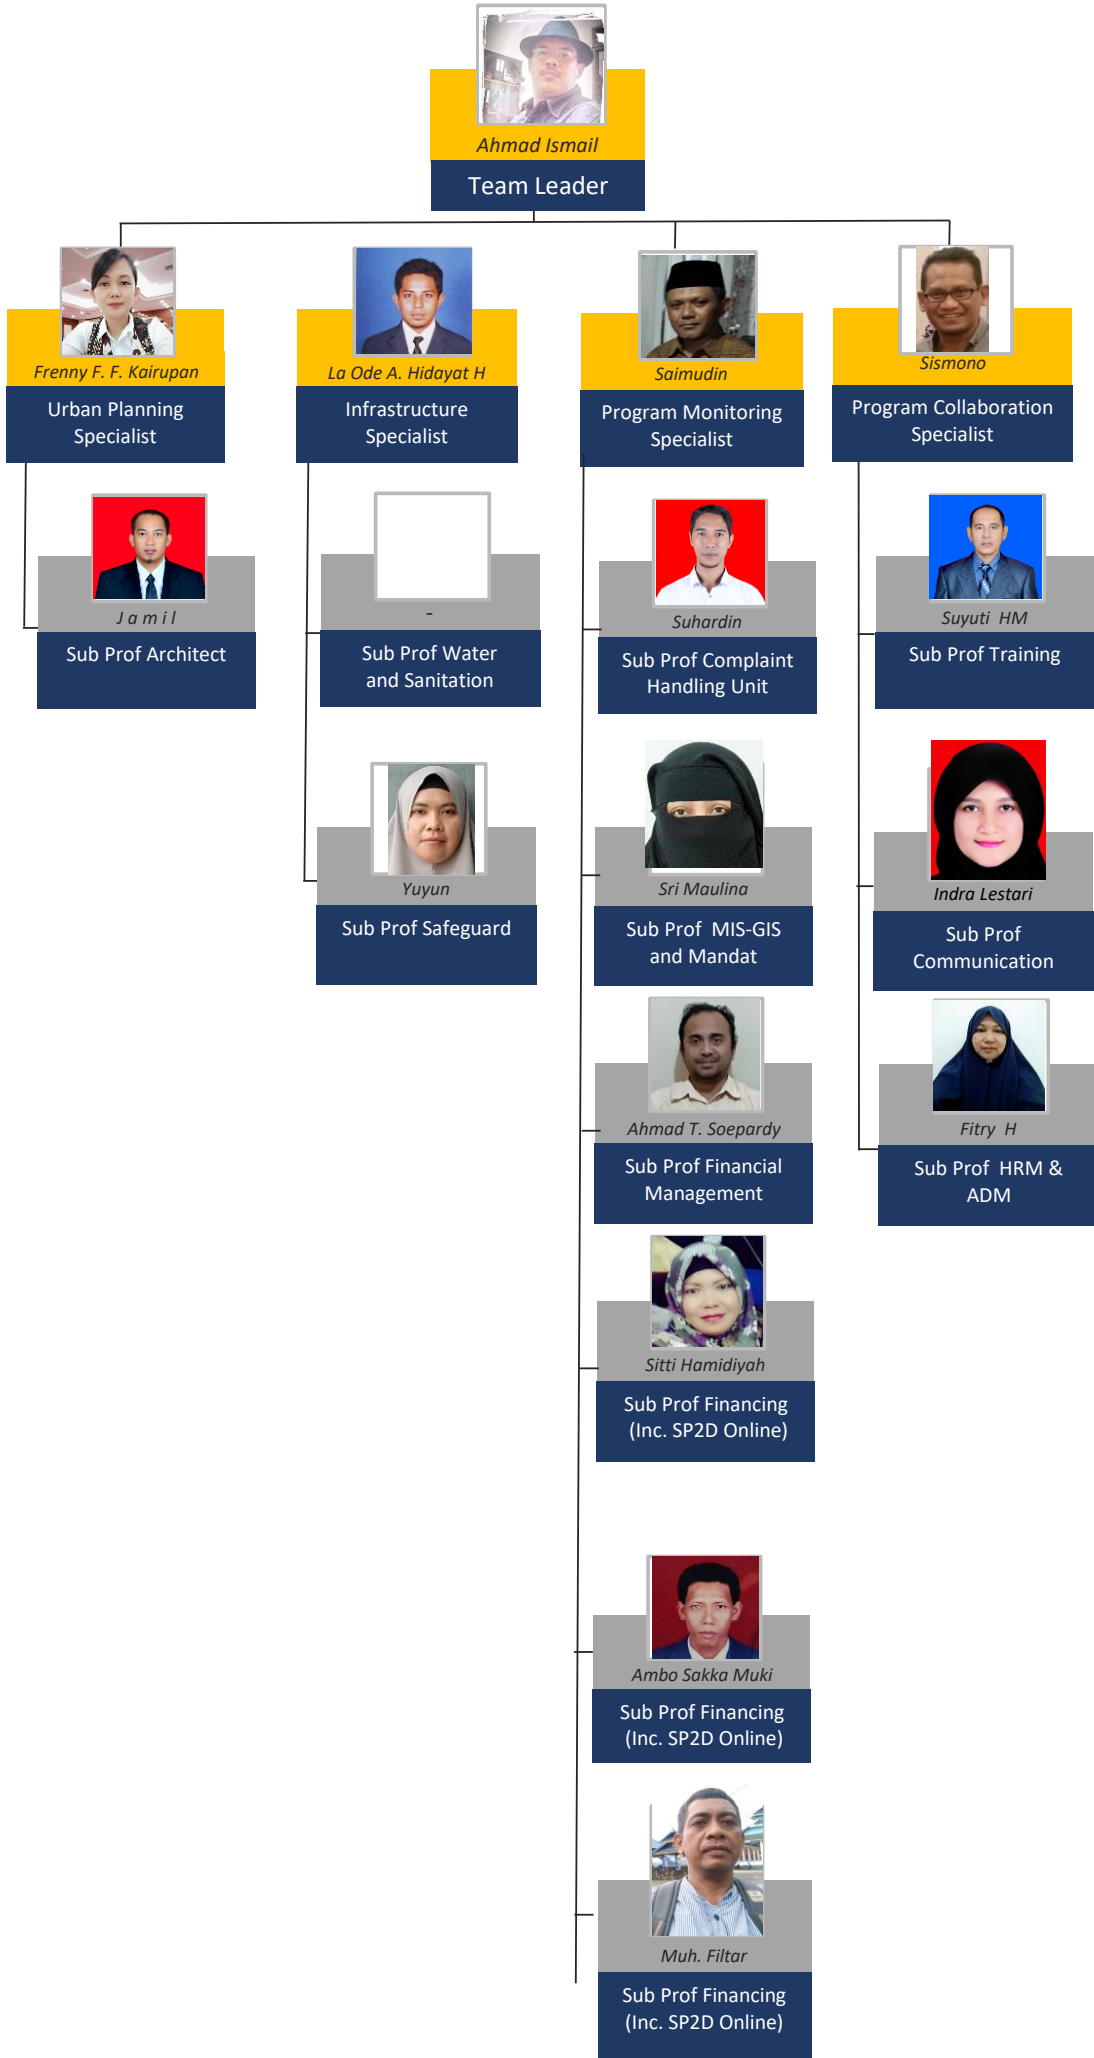 Ahmad Ismail
Team Leader
Frenny F. F. Kairupan
Urban Planning
Specialist
La Ode A. Hidayat H
Infrastructure
Specialist
Saimudin
Program Monitoring
Specialist
Sismono
Program Collaboration
Specialist
J a m i l
Sub Prof Architect
-
Sub Prof Water
and Sanitation
Suhardin
Sub Prof Complaint
Handling Unit
Suyuti  HM
Sub Prof Training
Yuyun
Sub Prof Safeguard
Sri Maulina
Sub Prof  MIS-GIS
and Mandat
Indra Lestari
Sub Prof
Communication
Ahmad T. Soepardy
Sub Prof Financial
Management
Fitry  H
Sub Prof  HRM &
ADM
Sitti Hamidiyah
Sub Prof Financing
(Inc. SP2D Online)
Ambo Sakka Muki
Sub Prof Financing
(Inc. SP2D Online)
Muh. Filtar
Sub Prof Financing
(Inc. SP2D Online)